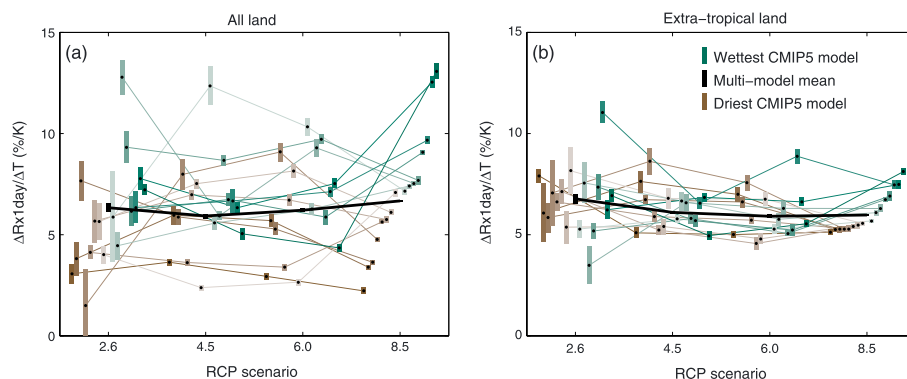 All land
(a)
15
10
5
0
ΔRx1day/ΔT (%/K)
2.6
4.5
6.0
8.5
RCP scenario
Extra-tropical land
(b)
Wettest CMIP5 model
Multi-model mean
Driest CMIP5 model
15
10
5
0
ΔRx1day/ΔT (%/K)
2.6
4.5
6.0
8.5
RCP scenario